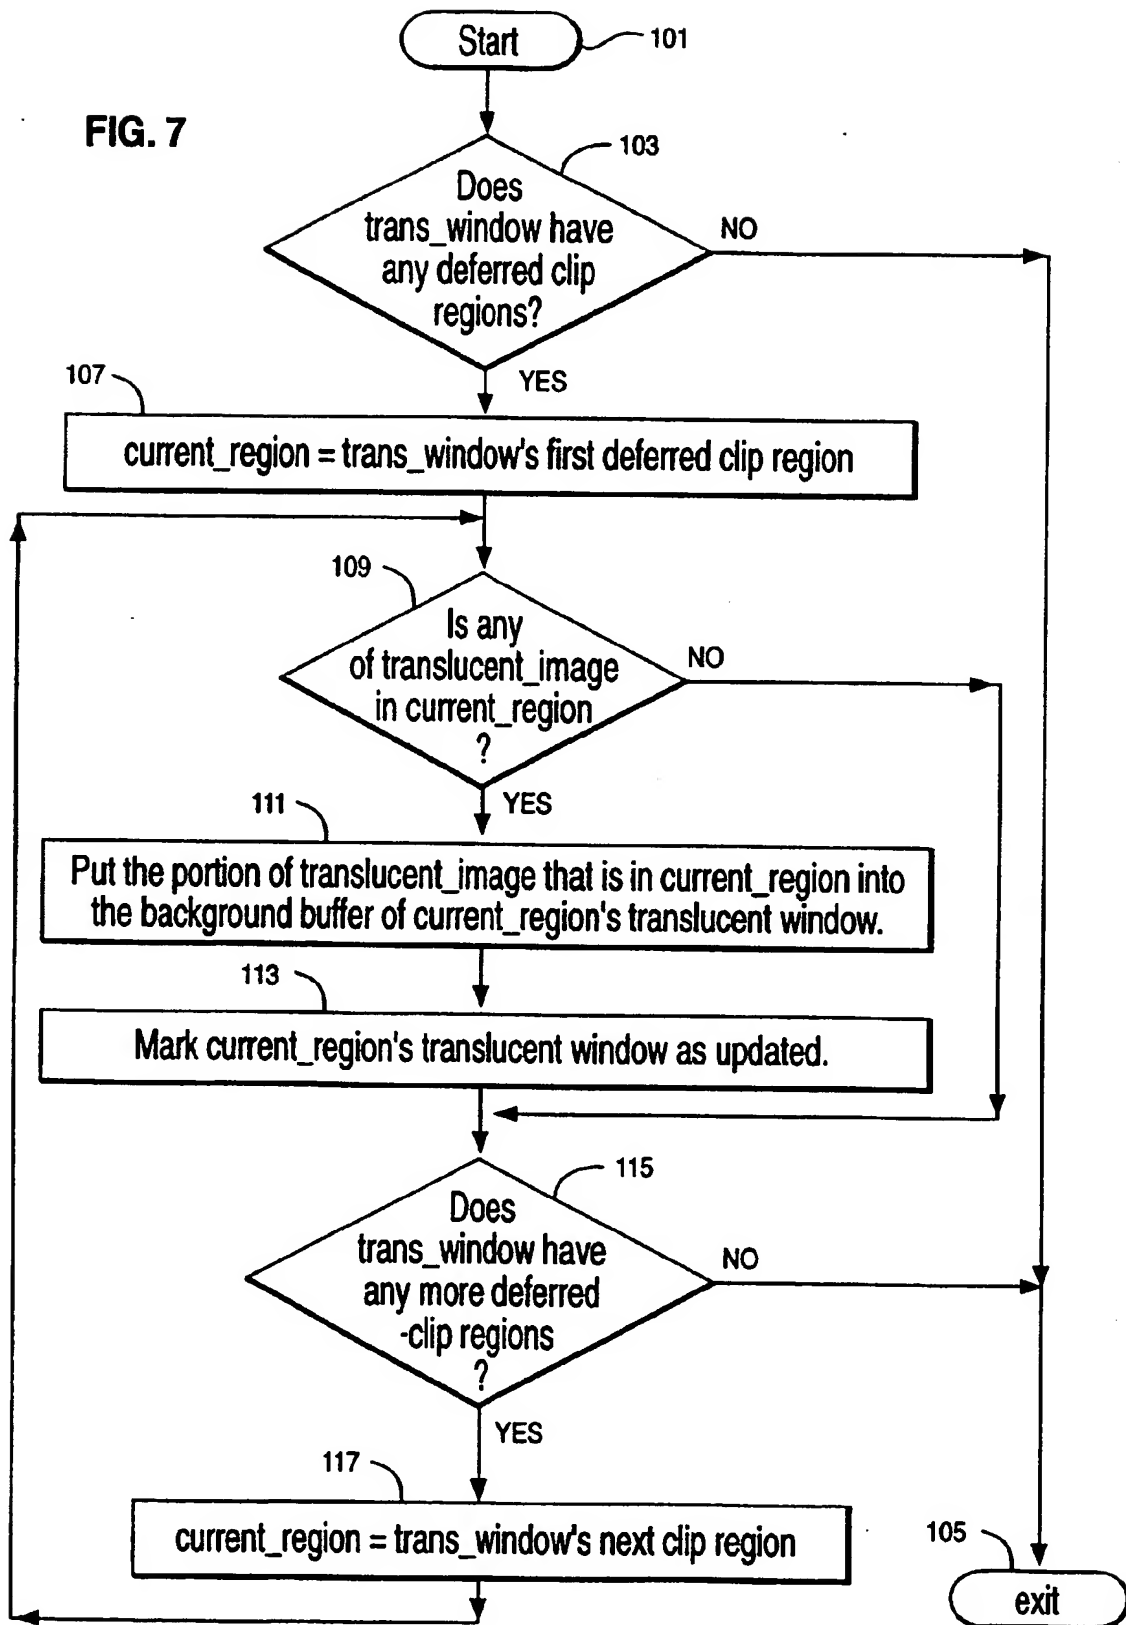 Start
101
FIG. 7
103
Does
trans_window have
any deferred clip
regions?
NO
YES
107
current_region = trans_window's first deferred clip region
109
Is any
of translucent_image
in current_region
?
NO
YES
111
Put the portion of translucent_image that is in current_region into
the background buffer of current_region's translucent window.
113
Mark current_region's translucent window as updated.
115
Does
trans_window have
any more deferred
-clip regions
?
NO
YES
117
current_region = trans_window's next clip region
105
exit